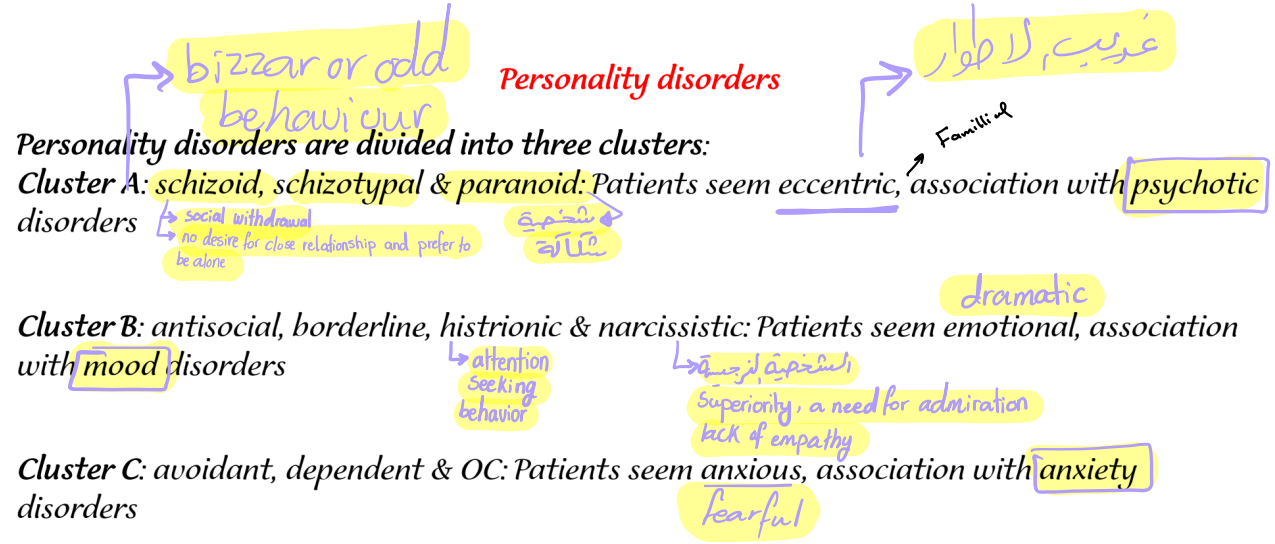 bizzar or odd
behaviour
غريب لاطوار
Personality disorders
Famillial
Personality disorders are divided into three clusters:
Cluster A: schizoid, schizotypal & paranoid: Patients seem eccentric, association with psychotic
disorders
social withdrawal
no desire for close relationship and prefer to
be alone
شخصية
شكاكة
dramatic
Cluster B: antisocial, borderline, histrionic & narcissistic: Patients seem emotional, association
with mood disorders
attention
seeking
behavior
الشخصية لنرجسية
Superiority, a need for admiration
lack of empathy
Cluster C: avoidant, dependent & OC: Patients seem anxious, association with anxiety
disorders
fearful